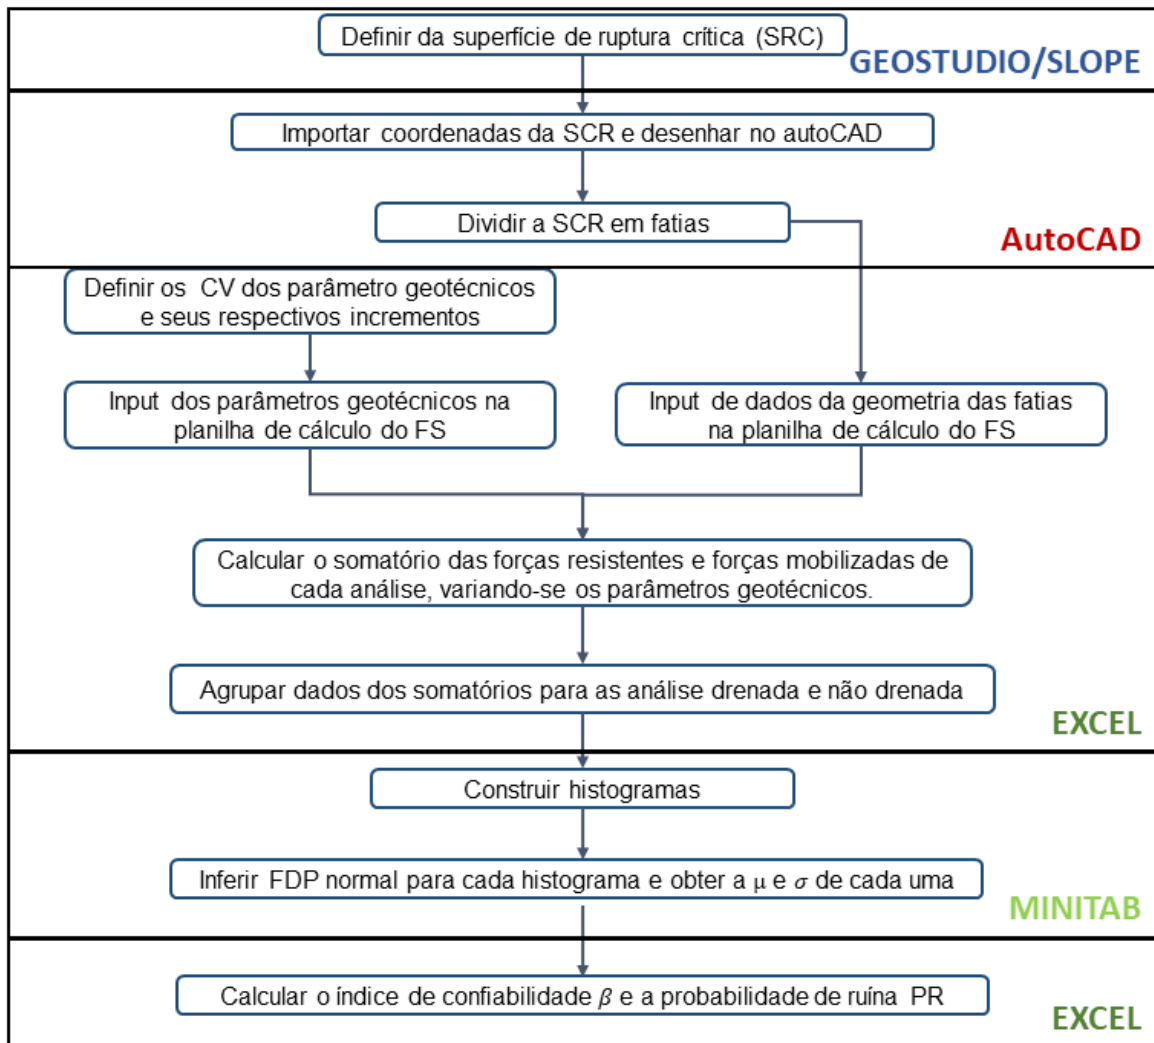 Definir da superfície de ruptura crítica (SRC)
GEOSTUDIO/SLOPE
Importar coordenadas da SCR e desenhar no autoCAD
Dividir a SCR em fatias
AutoCAD
Definir os CV dos parâmetro geotécnicos
e seus respectivos incrementos
Input dos parâmetros geotécnicos na
planilha de cálculo do FS
Input de dados da geometria das fatias
na planilha de cálculo do FS
Calcular o somatório das forças resistentes e forças mobilizadas de
cada análise, variando-se os parâmetros geotécnicos.
Agrupar dados dos somatórios para as análise drenada e não drenada
EXCEL
Construir histogramas
Inferir FDP normal para cada histograma e obter a μ e σ de cada uma
MINITAB
Calcular o índice de confiabilidade β e a probabilidade de ruína PR
EXCEL